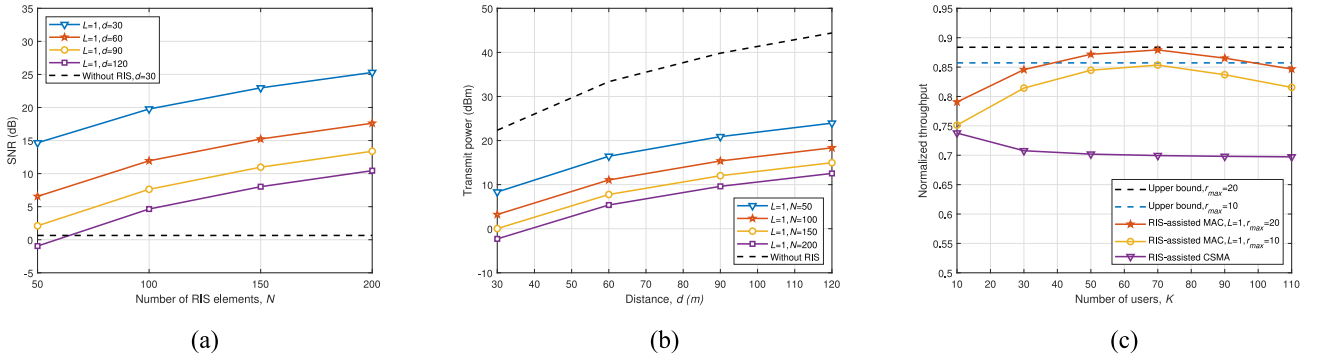 35
30
25
20
15
10
5
0
-5
SNR (dB)
L=1, d=30
L=1, d=60
L=1, d=90
L=1, d=120
Without RIS, d=30
50
100
150
200
Number of RIS elements, N
(a)
50
40
30
20
10
0
-10
Transmit power (dBm)
L=1, N=50
L=1, N=100
L=1, N=150
L=1, N=200
Without RIS
30
40
50
60
70
80
90
100
110
120
Distance, d (m)
(b)
0,95
0.9
0,85
0,8
0,75
0.7
0,65
0,6
0,55
0,5
Normalized throughput
Upper bound, rmax=20
Upper bound, rmax=10
RIS-assisted MAC, L=1, rmax=20
RIS-assisted MAC, L=1, rmax=10
RIS-assisted CSMA
10
20
30
40
50
60
70
80
90
100
110
Number of users, K
(c)